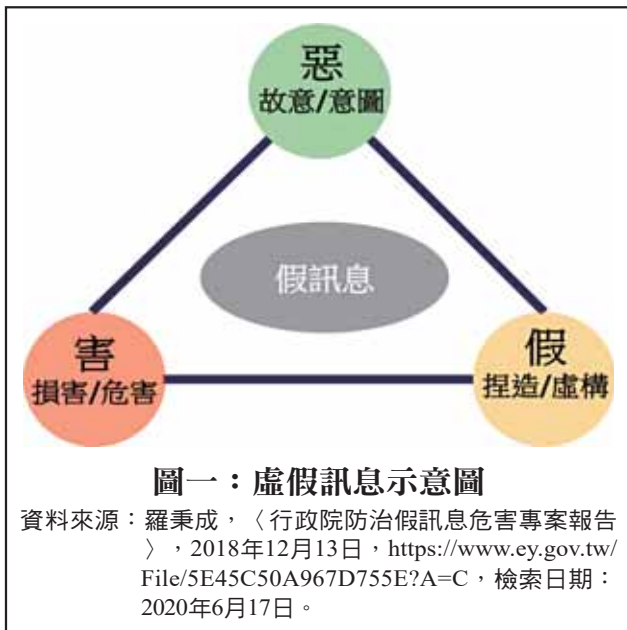 惡
故意/意圖
假訊息
害
損害/危害
假
捏造/虛構
圖一：虛假訊息示意圖
資料來源：羅秉成，〈行政院防治假訊息危害專案報告
〉，2018年12月13日，https://www.ey.gov.tw/
File/5E45C50A967D755E?A=C，檢索日期：
2020年6月17日。